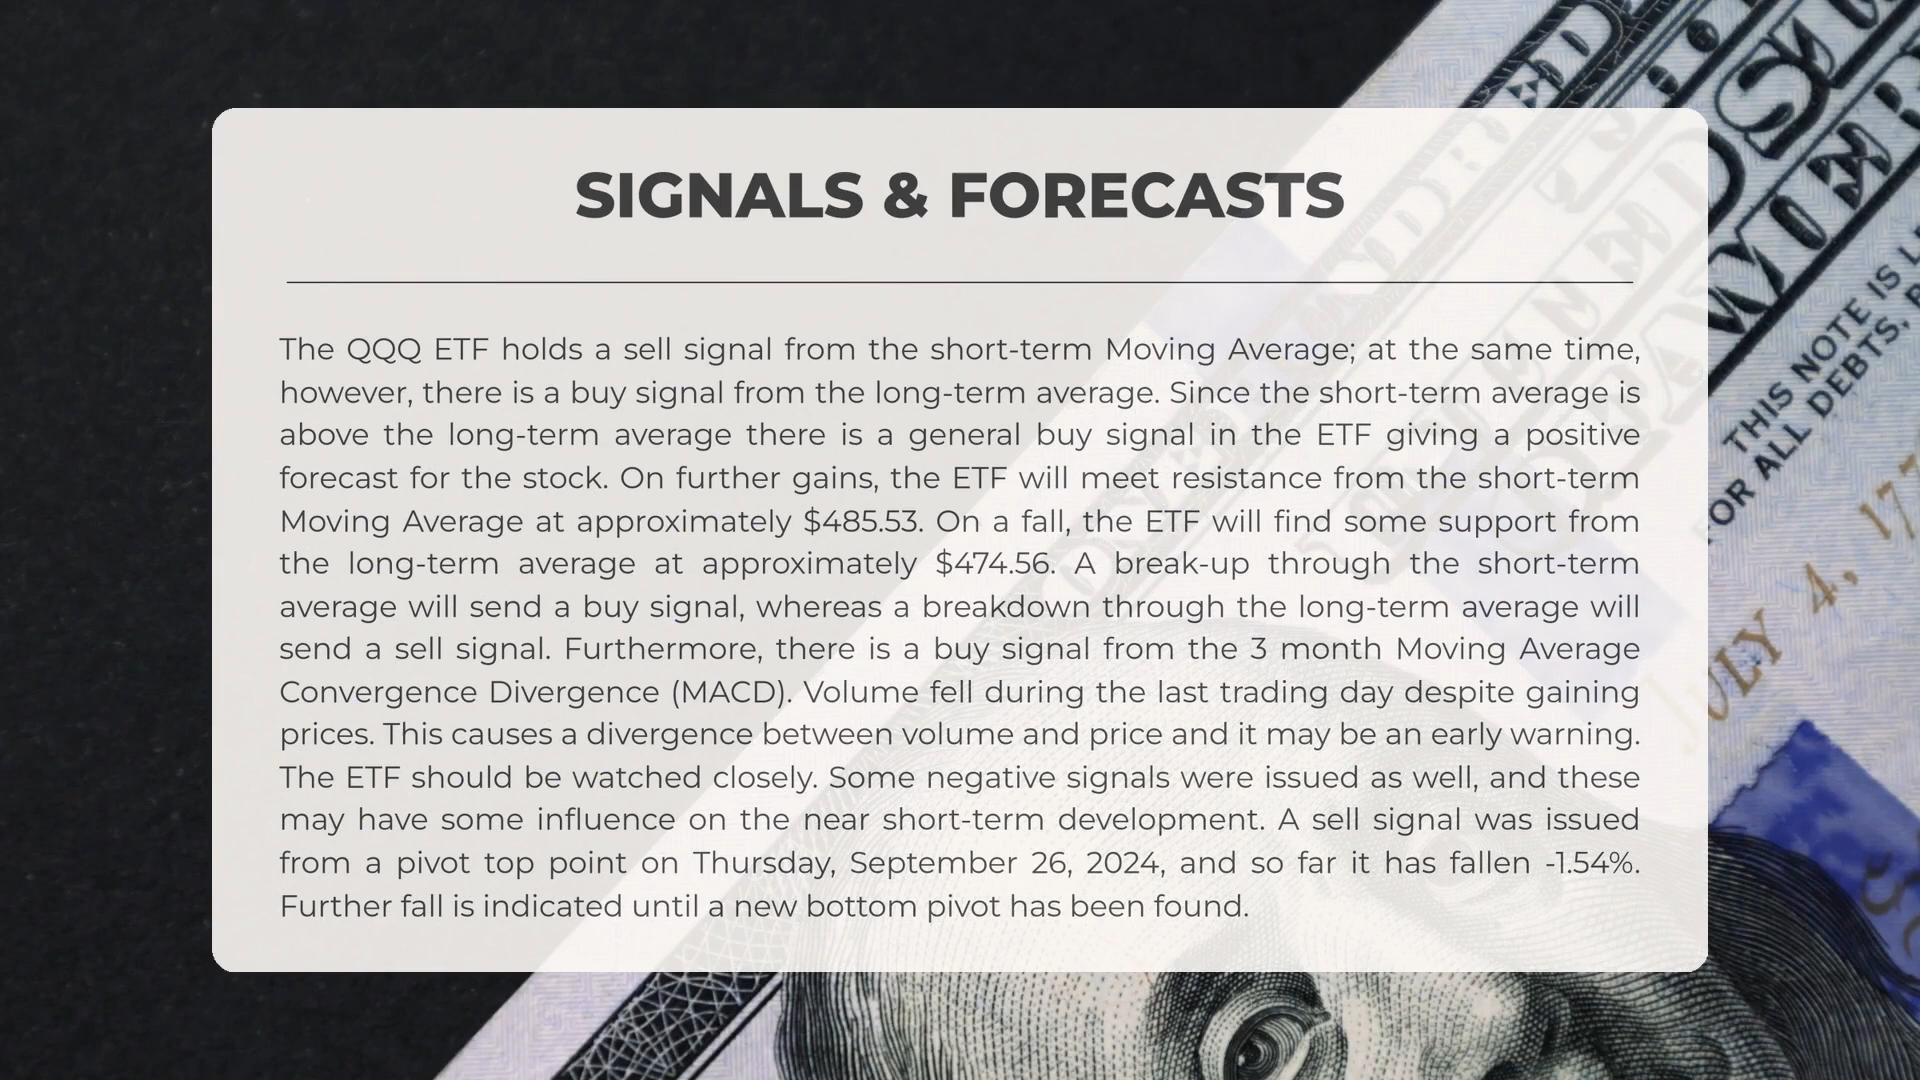 SIGNALS & FORECASTS
The QQQ ETF holds a sell signal from the short-term Moving Average; at the same time,
however, there is a buy signal from the long-term average. Since the short-term average is
above the long-term average there is a general buy signal in the ETF giving a positive
forecast for the stock. On further gains, the ETF will meet resistance from the short-term
Moving Average at approximately $485.53. On a fall, the ETF will find some support from
the long-term average at approximately $474.56. A break-up through the short-term
average will send a buy signal, whereas a breakdown through the long-term average will
send a sell signal. Furthermore, there is a buy signal from the 3 month Moving Average
Convergence Divergence (MACD). Volume fell during the last trading day despite gaining
prices. This causes a divergence between volume and price and it may be an early warning.
The ETF should be watched closely. Some negative signals were issued as well, and these
may have some influence on the near short-term development. A sell signal was issued
from a pivot top point on Thursday, September 26, 2024, and so far it has fallen -1.54%.
Further fall is indicated until a new bottom pivot has been found.
THIS NOTE IS
FOR ALL DEBTS,
JULY 4,